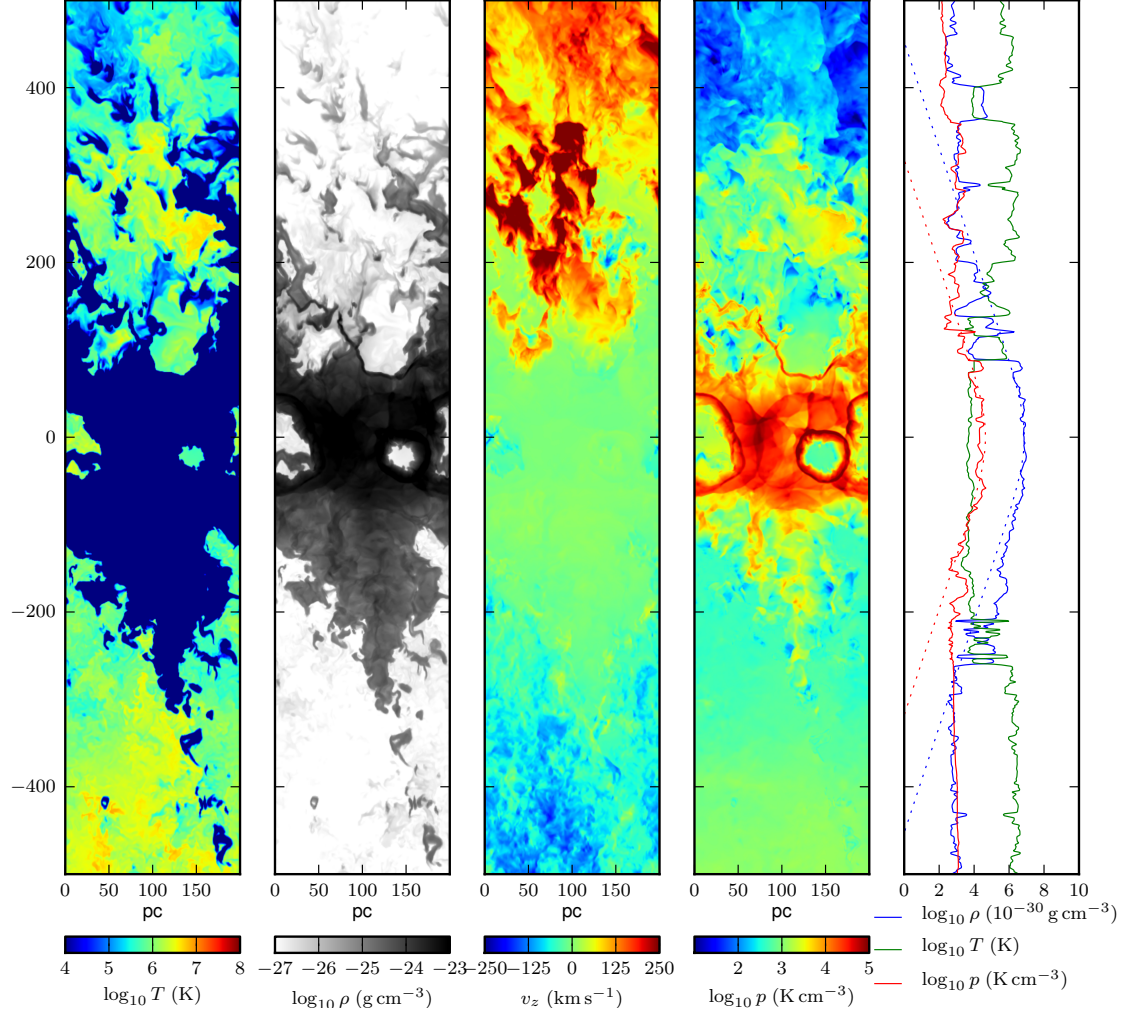 400
200
0
−200
−400
0 50 100 150
0 50 100 150
0 50 100 150
0 50 100 150
0 2 4 6 8 10
pc
pc
pc
pc
4 5 6 7 8
log₁₀ T (K)
−27 −26 −25 −24 −23
log₁₀ ρ (g cm⁻³)
−250 −125 0 125 250
v_z (km s⁻¹)
2 3 4 5
log₁₀ p (K cm⁻³)
log₁₀ ρ (10⁻³⁰ g cm⁻³)
log₁₀ T (K)
log₁₀ p (K cm⁻³)